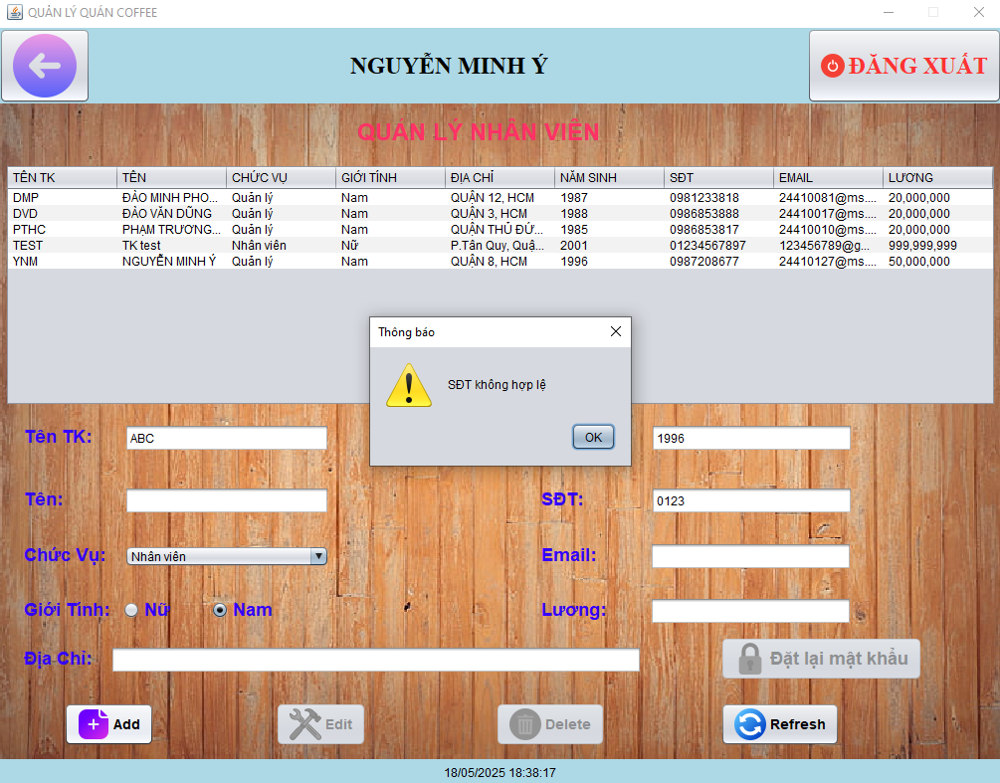 QUẢN LÝ QUÁN COFFEE
NGUYỄN MINH Ý
ĐĂNG XUẤT
QUẢN LÝ NHÂN VIÊN
TÊN TK TÊN CHỨC VỤ GIỚI TÍNH ĐỊA CHỈ NĂM SINH SĐT EMAIL LƯƠNG
DMP ĐÀO MINH PHO... Quản lý Nam QUẬN 12, HCM 1987 0981233818 24410081@ms.... 20,000,000
DVD ĐÀO VĂN DŨNG Quản lý Nam QUẬN 3, HCM 1988 0986853888 24410017@ms.... 20,000,000
PTHC PHẠM TRƯƠNG... Quản lý Nam QUẬN THỦ ĐỨ... 1985 0986853817 24410010@ms.... 20,000,000
TEST TK test Nhân viên Nữ P.Tân Quy, Quậ... 2001 01234567897 123456789@g... 999,999,999
YNM NGUYỄN MINH Ý Quản lý Nam QUẬN 8, HCM 1996 0987208677 24410127@ms.... 50,000,000
Thông báo
SĐT không hợp lệ
OK
Tên TK: ABC 1996
Tên: SĐT: 0123
Chức Vụ: Nhân viên Email:
Giới Tính: Nữ Nam Lương:
Địa Chỉ: Đặt lại mật khẩu
Add Edit Delete Refresh
18/05/2025 18:38:17